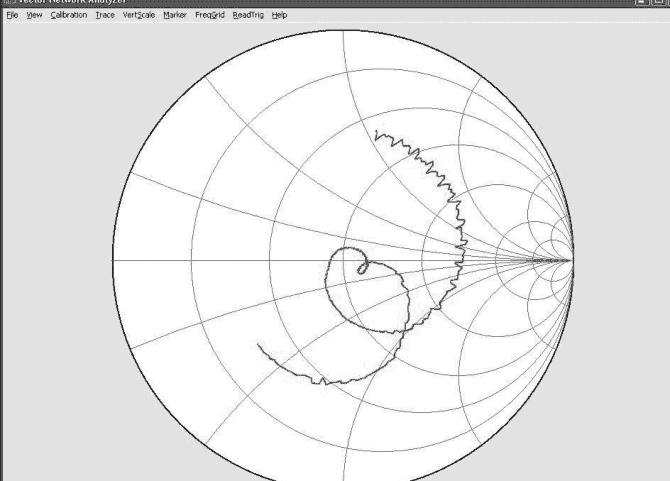 Vector Network Analyzer
File View Calibration Trace VertScale Marker FreqGrid ReadTrig Help